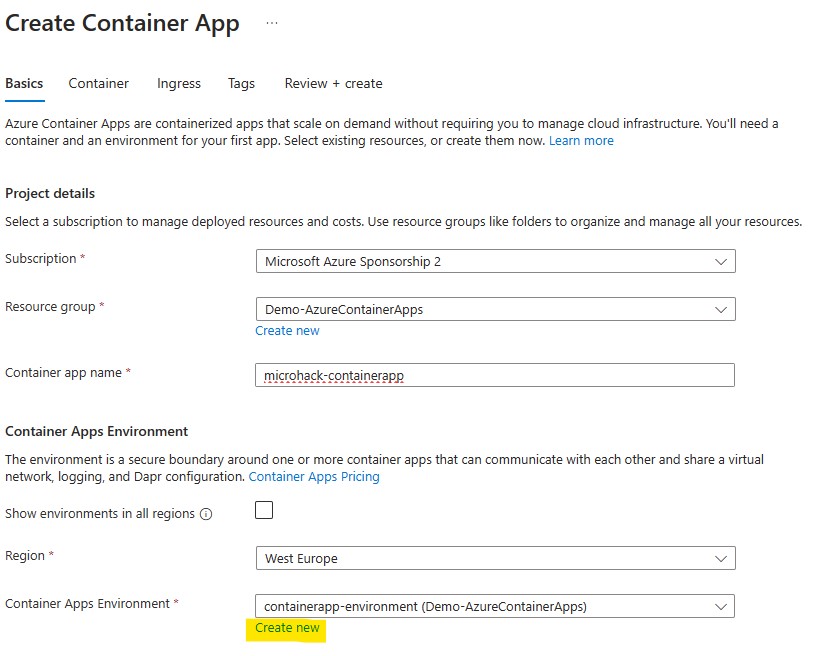 Create Container App ...
Basics Container Ingress Tags Review + create
Azure Container Apps are containerized apps that scale on demand without requiring you to manage cloud infrastructure. You'll need a
container and an environment for your first app. Select existing resources, or create them now. Learn more
Project details
Select a subscription to manage deployed resources and costs. Use resource groups like folders to organize and manage all your resources.
Subscription * Microsoft Azure Sponsorship 2
Resource group * Demo-AzureContainerApps
Create new
Container app name * microhack-containerapp
Container Apps Environment
The environment is a secure boundary around one or more container apps that can communicate with each other and share a virtual
network, logging, and Dapr configuration. Container Apps Pricing
Show environments in all regions
Region * West Europe
Container Apps Environment * containerapp-environment (Demo-AzureContainerApps)
Create new